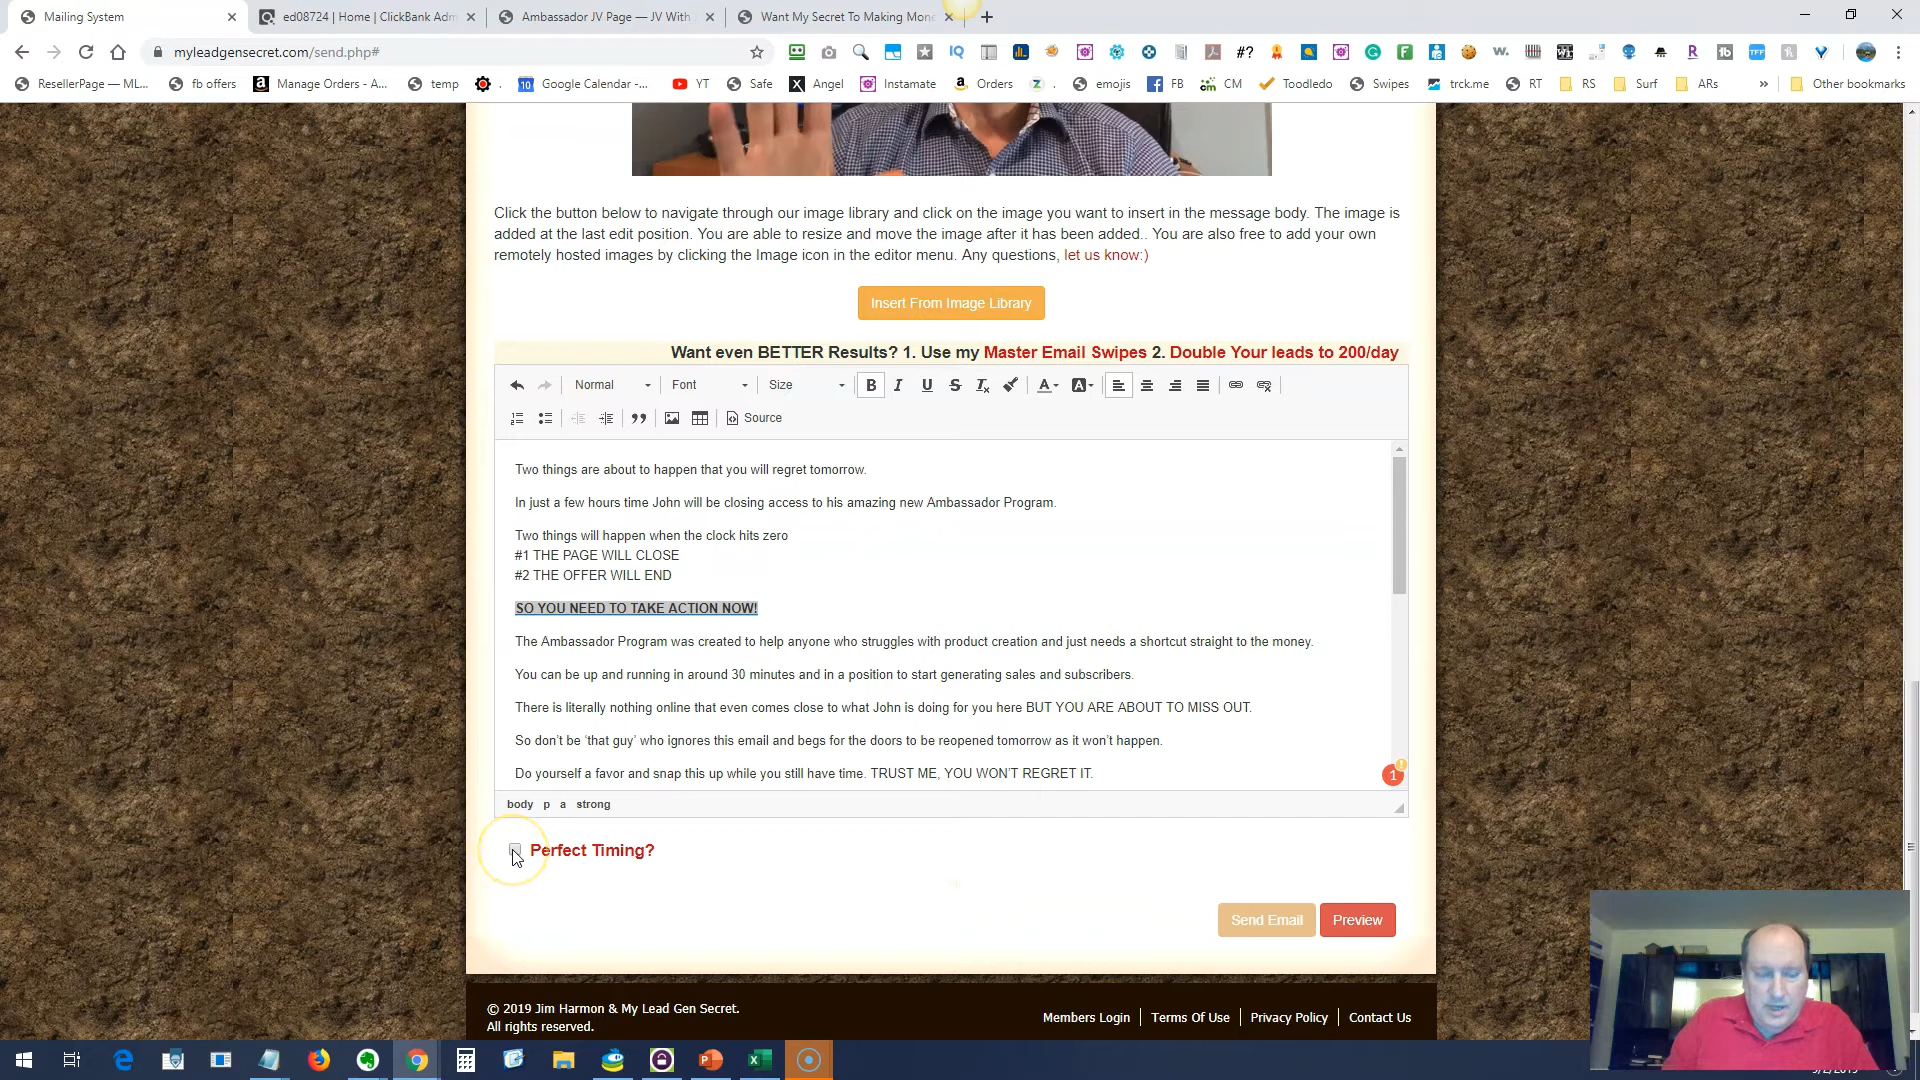 Mailing System
ed08724 | Home | ClickBank Adm
Ambassador JV Page — JV With
Want My Secret To Making Mone
myleadgensecret.com/send.php#
ResellerPage — ML...
fb offers
Manage Orders - A...
temp
Google Calendar -...
YT
Safe
Angel
Instamate
Orders
emojis
FB
CM
Toodledo
Swipes
trck.me
RT
RS
Surf
ARs
Other bookmarks
Click the button below to navigate through our image library and click on the image you want to insert in the message body. The image is
added at the last edit position. You are able to resize and move the image after it has been added.. You are also free to add your own
remotely hosted images by clicking the Image icon in the editor menu. Any questions, let us know:)
Insert From Image Library
Want even BETTER Results? 1. Use my Master Email Swipes 2. Double Your leads to 200/day
Normal Font Size
Source
Two things are about to happen that you will regret tomorrow.
In just a few hours time John will be closing access to his amazing new Ambassador Program.
Two things will happen when the clock hits zero
#1 THE PAGE WILL CLOSE
#2 THE OFFER WILL END
SO YOU NEED TO TAKE ACTION NOW!
The Ambassador Program was created to help anyone who struggles with product creation and just needs a shortcut straight to the money.
You can be up and running in around 30 minutes and in a position to start generating sales and subscribers.
There is literally nothing online that even comes close to what John is doing for you here BUT YOU ARE ABOUT TO MISS OUT.
So don't be 'that guy' who ignores this email and begs for the doors to be reopened tomorrow as it won't happen.
Do yourself a favor and snap this up while you still have time. TRUST ME, YOU WON'T REGRET IT.
1
body p a strong
Perfect Timing?
Send Email
Preview
© 2019 Jim Harmon & My Lead Gen Secret.
All rights reserved.
Members Login
Terms Of Use
Privacy Policy
Contact Us